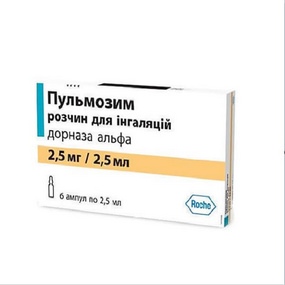 Пульмозим
розчин для інгаляцій
дорназа альфа
2,5 мг / 2,5 мл
6 ампул по 2,5 мл
Roche